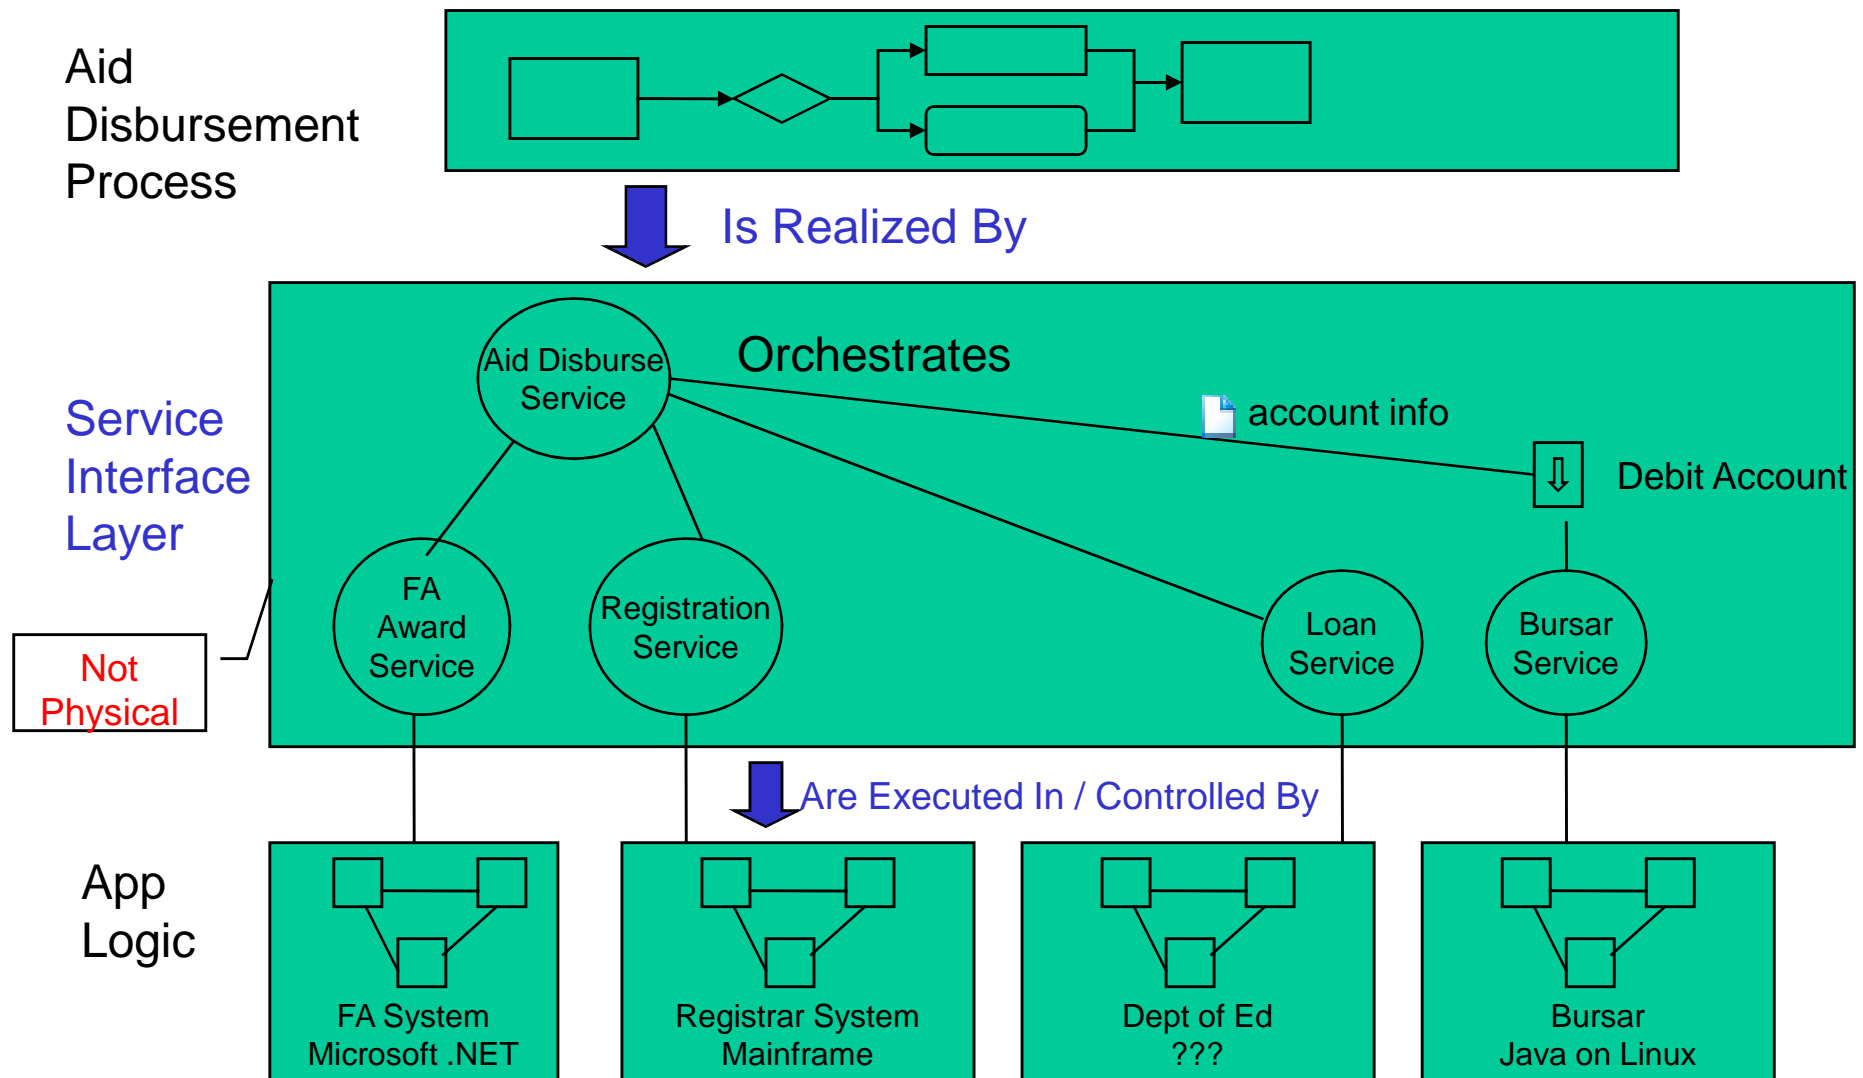 Aid
Disbursement
Process
Is Realized By
Aid Disburse
Service
Orchestrates
account info
Debit Account
Service
Interface
Layer
FA
Award
Service
Registration
Service
Loan
Service
Bursar
Service
Not
Physical
Are Executed In / Controlled By
App
Logic
FA System
Microsoft .NET
Registrar System
Mainframe
Dept of Ed
???
Bursar
Java on Linux